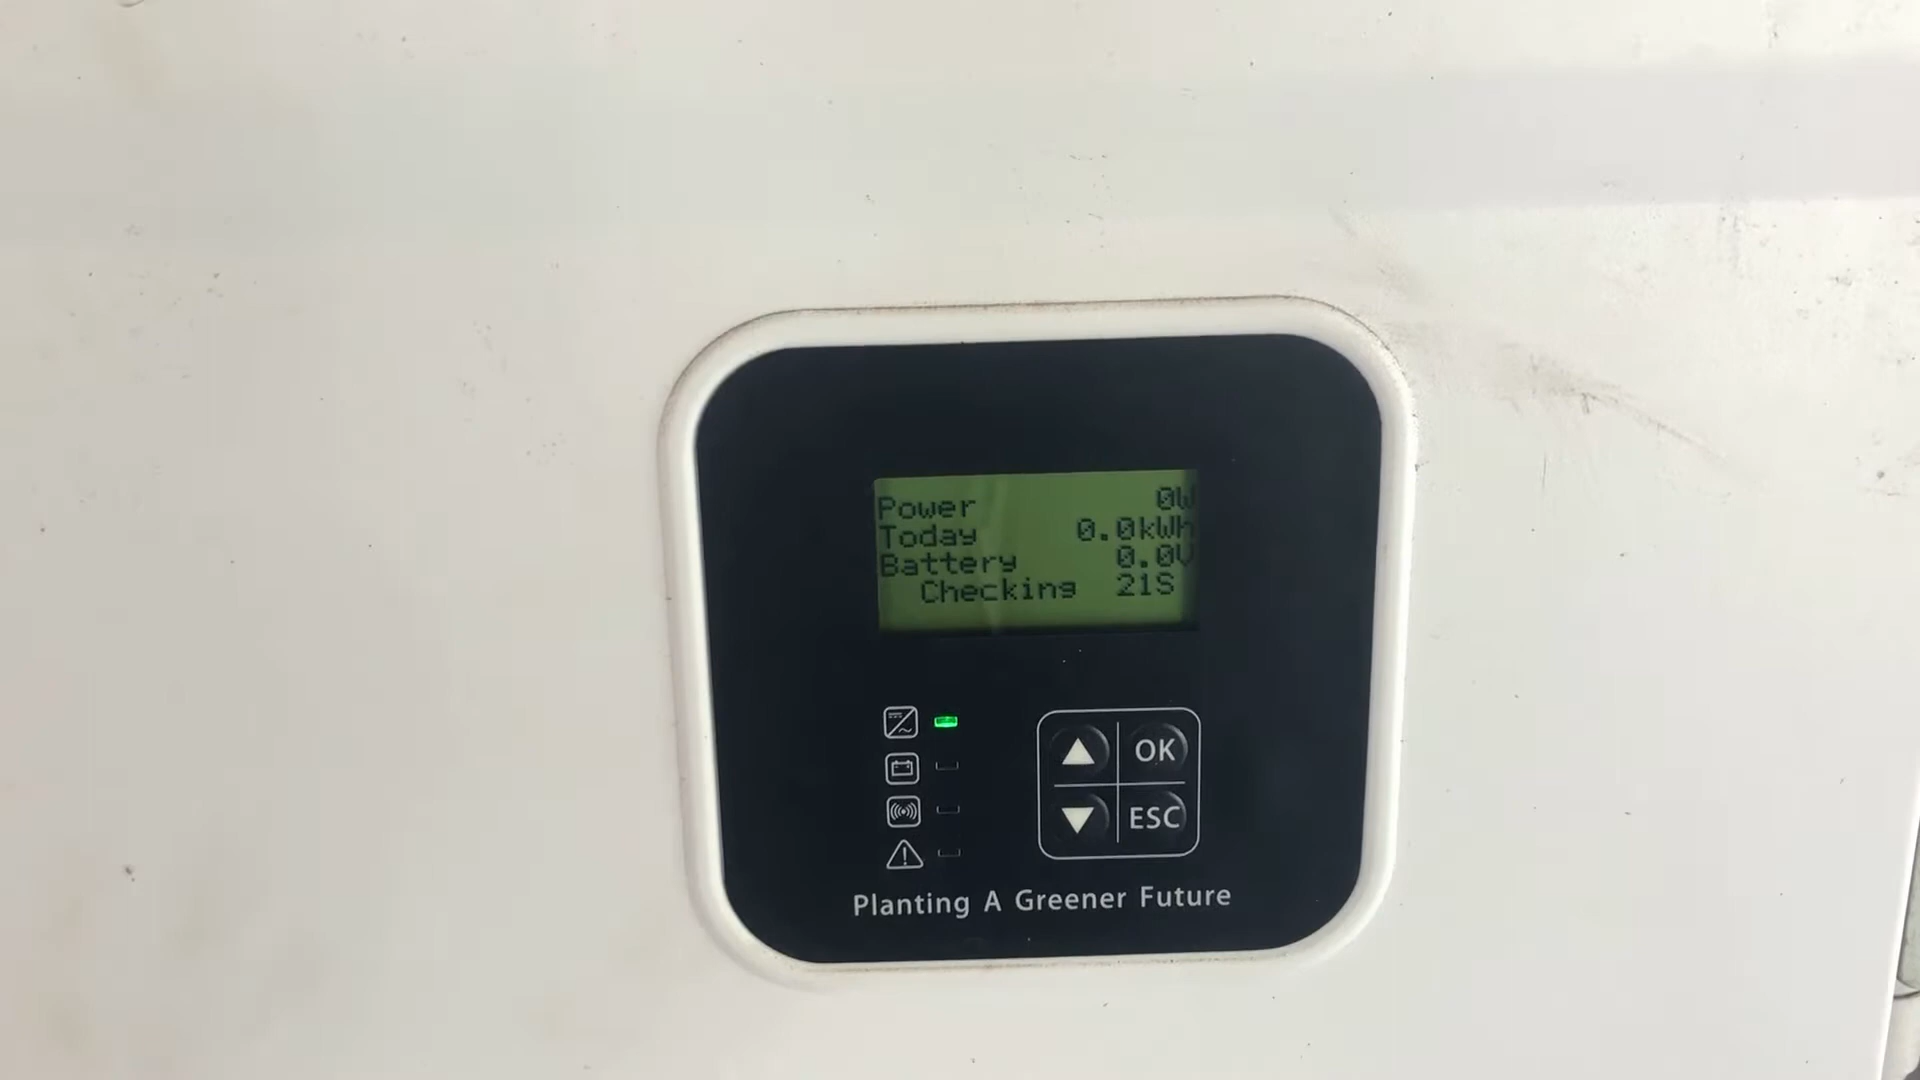 Power 0W
Today 0.0kWh
Battery 0.0V
Checking 21S
OK
ESC
Planting A Greener Future